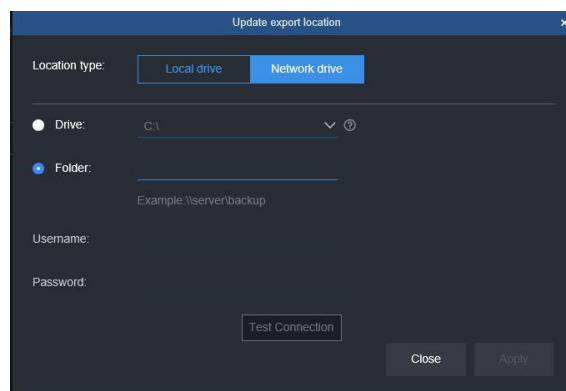 Update export location
Location type:
Local drive
Network drive
Drive:
C:\
Folder:
Example:\\server\backup
Username:
Password:
Test Connection
Close
Apply